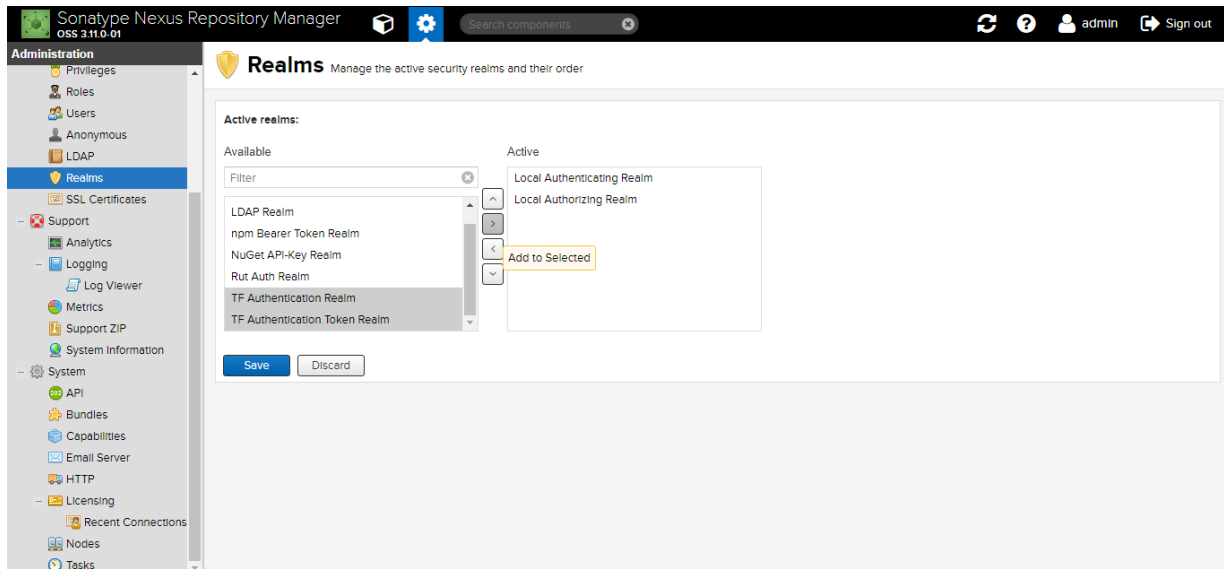 Sonatype Nexus Repository Manager
OSS 3.11.0-01
Search components
admin
Sign out
Administration
Privileges
Roles
Users
Anonymous
LDAP
Realms
SSL Certificates
Support
Analytics
Logging
Log Viewer
Metrics
Support ZIP
System Information
System
API
Bundles
Capabilities
Email Server
HTTP
Licensing
Recent Connections
Nodes
Tasks
Realms Manage the active security realms and their order
Active realms:
Available
Filter
LDAP Realm
npm Bearer Token Realm
NuGet API-Key Realm
Rut Auth Realm
TF Authentication Realm
TF Authentication Token Realm
Active
Local Authenticating Realm
Local Authorizing Realm
Add to Selected
Save
Discard